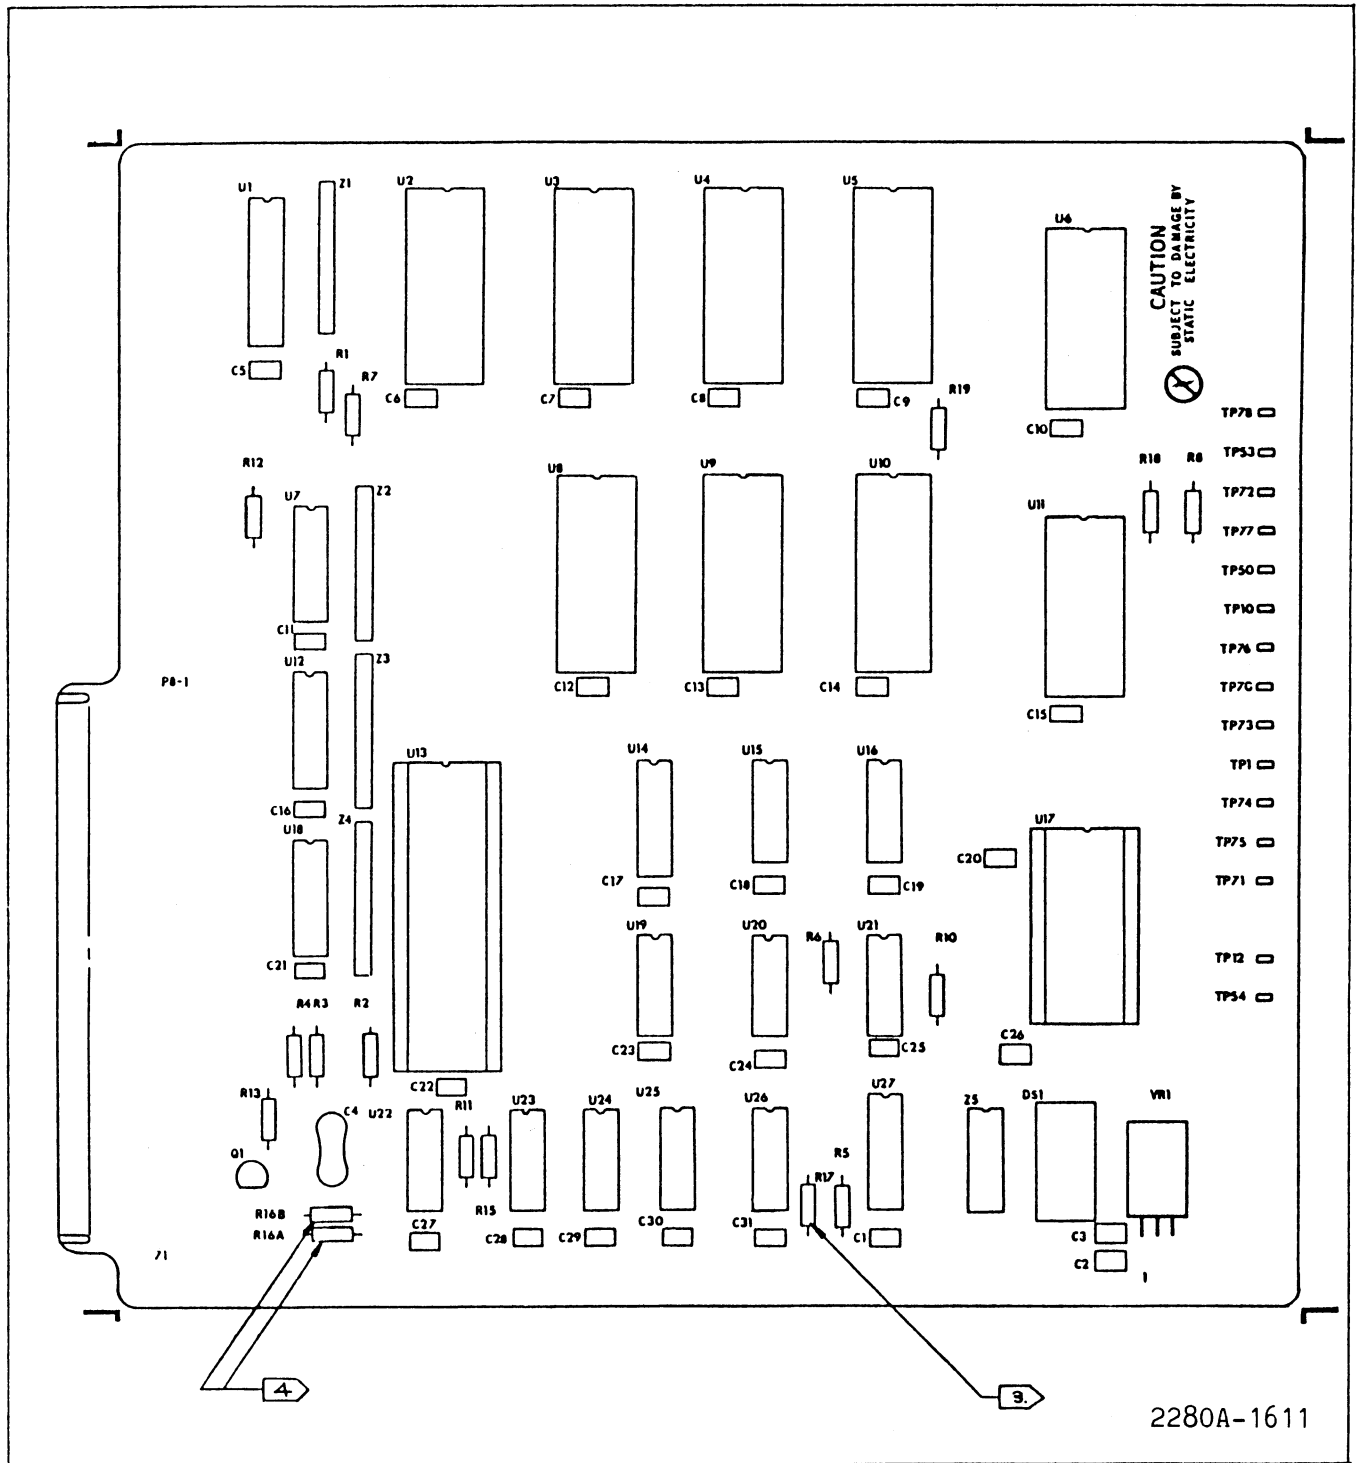 U1
Z1
U2
U3
U4
U5
U6
CAUTION
SUBJECT TO DAMAGE BY
STATIC ELECTRICITY
C5
R1
R7
C6
C7
C8
C9
R19
C10
TP78
TP53
TP72
TP77
TP50
TP10
TP76
TP70
TP73
TP1
TP74
TP75
TP71
TP12
TP54
R12
U7
Z2
U8
U9
U10
U11
R18
R8
C11
U12
Z3
P8-1
C12
C13
C14
C15
U13
U14
U15
U16
C16
U18
Z4
U17
C20
C17
C18
C19
U19
U20
R6
U21
R10
C21
R4
R3
R2
C23
C24
C25
C26
C22
R13
C4
U22
R11
U23
U24
U25
U26
U27
Z5
DS1
VR1
Q1
R5
R17
R16B
R16A
R15
C27
C28
C29
C30
C31
C1
C3
C2
71
1
4
3.
2280A-1611